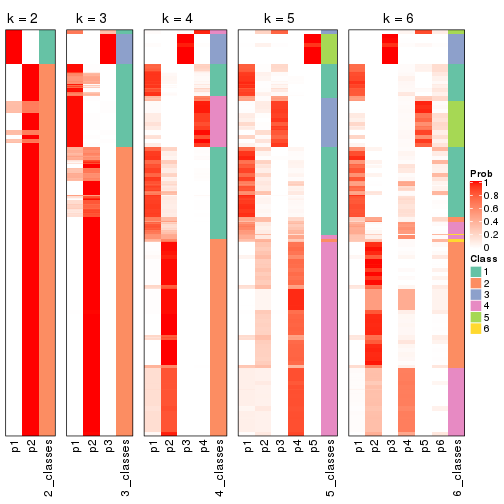 k = 2
k = 3
k = 4
k = 5
k = 6
Prob
1
0.8
0.6
0.4
0.2
0
Class
1
2
3
4
5
6
p1
p2
2_classes
p1
p2
p3
3_classes
p1
p2
p3
p4
4_classes
p1
p2
p3
p4
p5
5_classes
p1
p2
p3
p4
p5
p6
6_classes